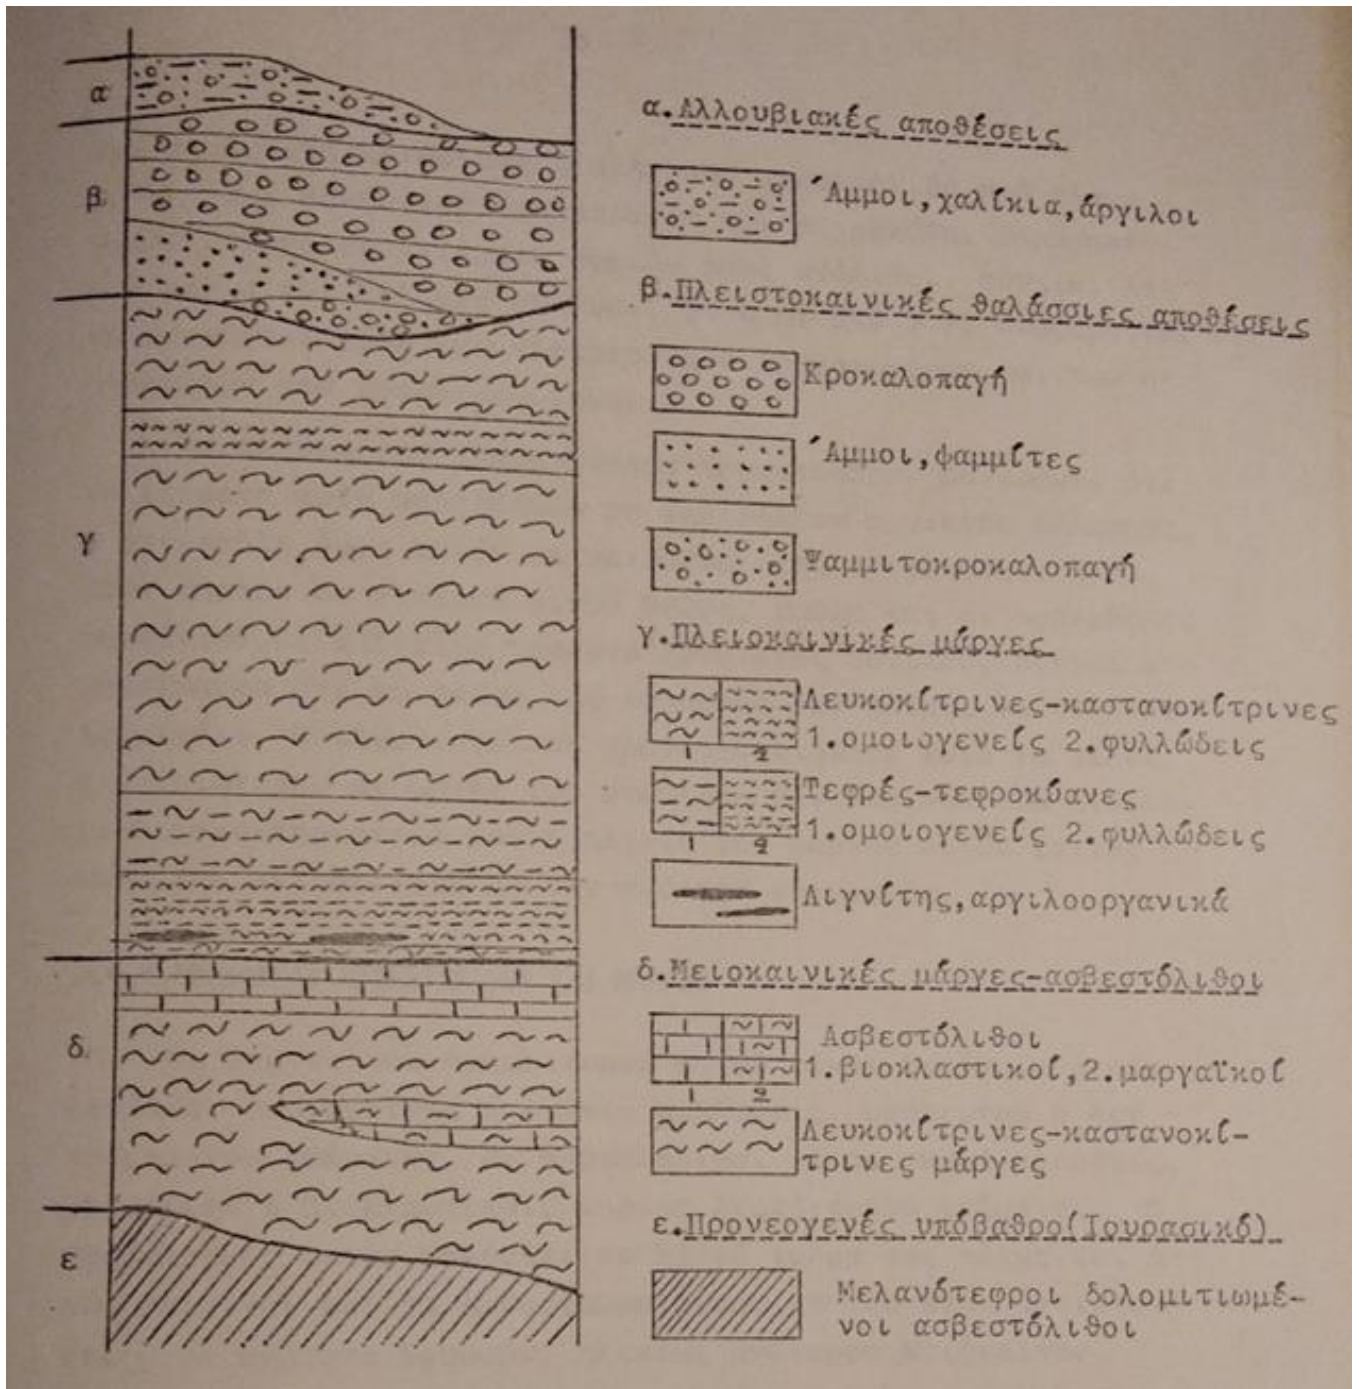 α
β
γ
δ
ε
α.Αλλουβιακές αποθέσεις
Άμμοι,χαλίκια,άργιλοι
β.Πλειστοκαινικές θαλάσσιες αποθέσεις
Κροκαλοπαγή
Άμμοι,ψαμμίτες
Ψαμμιτοκροκαλοπαγή
γ.Πλειοκαινικές μάργες
Λευκοκίτρινες-καστανοκίτρινες
1.ομοιογενείς 2.φυλλώδεις
1 2
Τεφρές-τεφροκύανες
1.ομοιογενείς 2.φυλλώδεις
1 2
Λιγνίτης,αργιλοοργανικά
δ.Μειοκαινικές μάργες-ασβεστόλιθοι
Ασβεστόλιθοι
1.βιοκλαστικοί,2.μαργαϊκοί
1 2
Λευκοκίτρινες-καστανοκί-
τρινες μάργες
ε.Προνεογενές υπόβαθρο(Ιουρασικό)
Μελανότεφροι δολομιτιωμέ-
νοι ασβεστόλιθοι